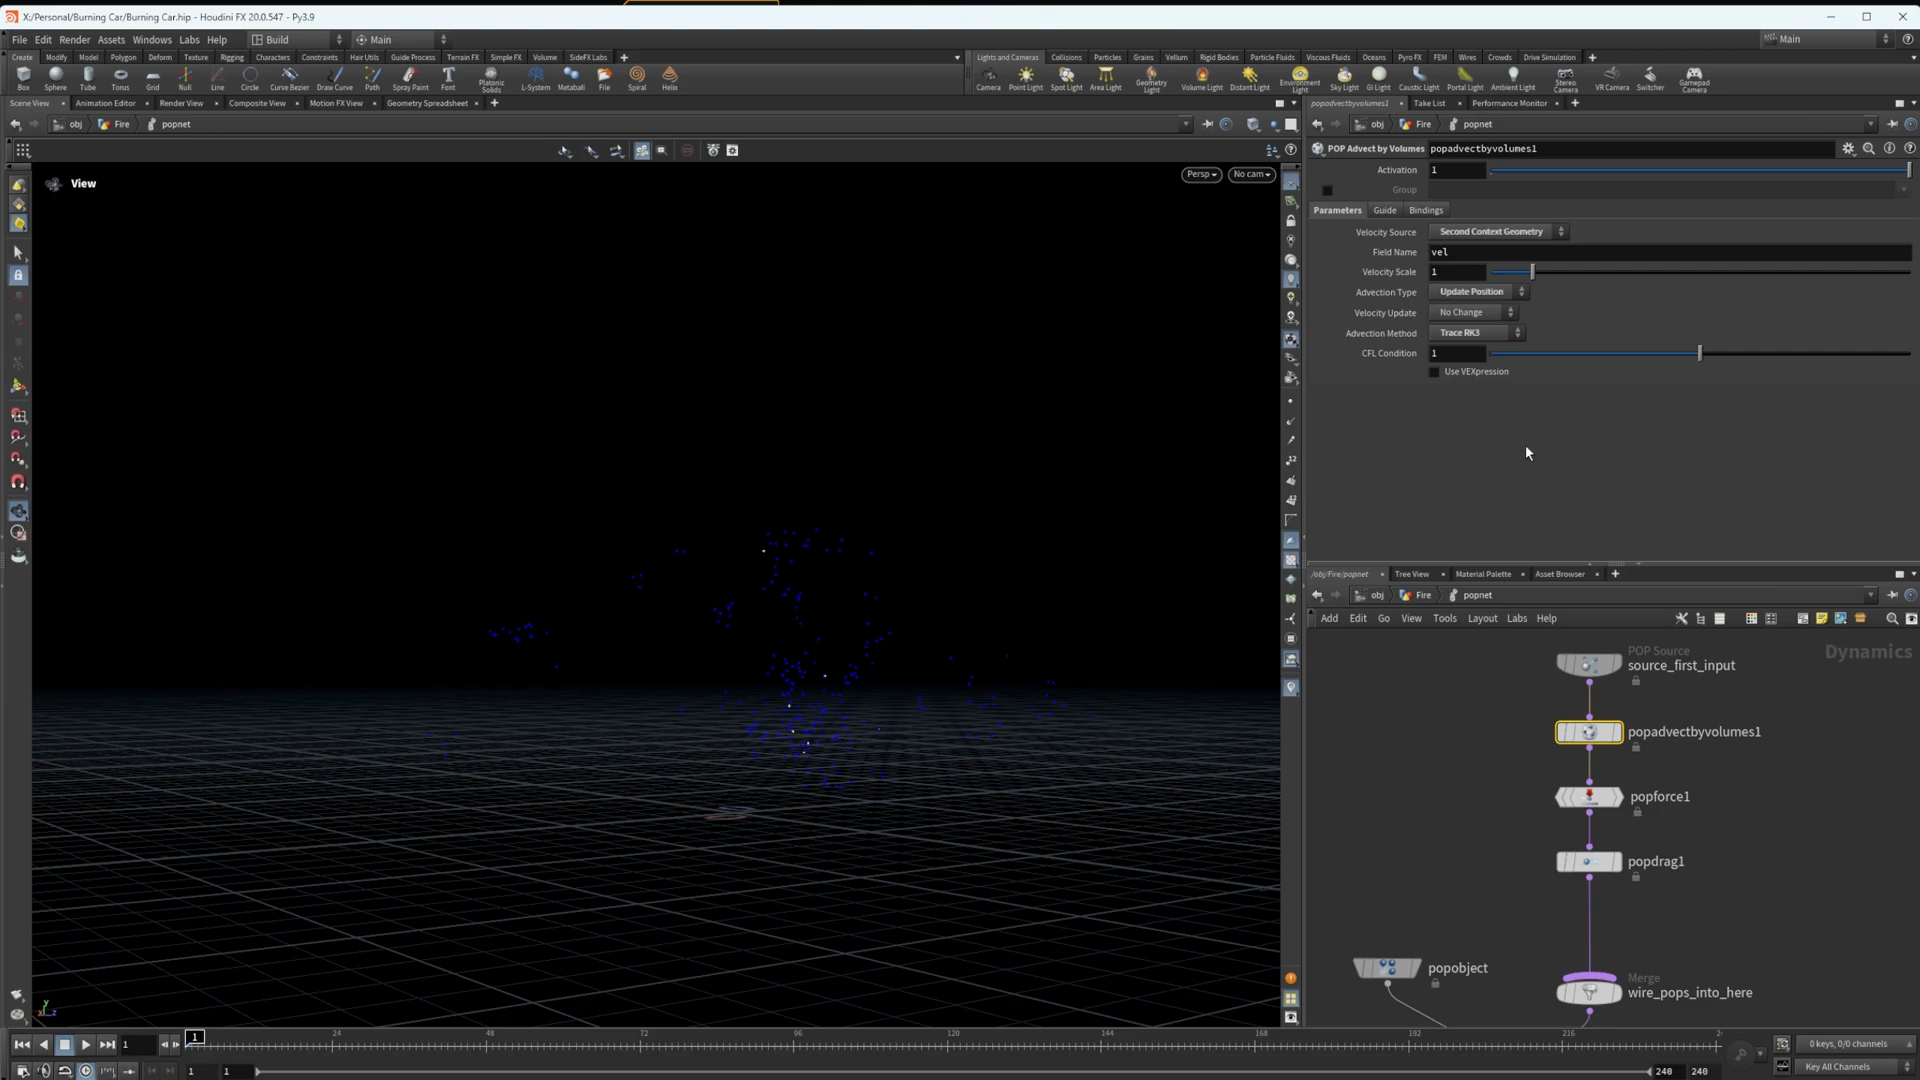 X:/Personal/Burning Car/Burning Car.hip - Houdini FX 20.0.547 - Py3.9
File Edit Render Assets Windows Labs Help Build Main Main
Create Modify Model Polygon Deform Texture Rigging Characters Constraints Hair Utils Guide Process Terrain FX Simple FX Volume SideFX Labs
Lights and Cameras Collisions Particles Grains Vellum Rigid Bodies Particle Fluids Viscous Fluids Oceans Pyro FX FEM Wires Crowds Drive Simulation
Box Sphere Tube Torus Grid Null Line Circle Curve Bezier Draw Curve Path Spray Paint Font Platonic Solids L-System Metaball File Spiral Helix
Camera Point Light Spot Light Area Light Geometry Light Volume Light Distant Light Environment Light Sky Light GI Light Caustic Light Portal Light Ambient Light Stereo Camera VR Camera Switcher Gamepad Camera
Scene View Animation Editor Render View Composite View Motion FX View Geometry Spreadsheet
popadvectbyvolumes1 Take List Performance Monitor
obj Fire popnet
obj Fire popnet
View
Persp No cam
POP Advect by Volumes popadvectbyvolumes1
Activation 1
Group
Parameters Guide Bindings
Velocity Source Second Context Geometry
Field Name vel
Velocity Scale 1
Advection Type Update Position
Velocity Update No Change
Advection Method Trace RK3
CFL Condition 1
Use VEXpression
/obj/Fire/popnet Tree View Material Palette Asset Browser
obj Fire popnet
Add Edit Go View Tools Layout Labs Help
Dynamics
POP Source
source_first_input
popadvectbyvolumes1
popforce1
popdrag1
popobject
Merge
wire_pops_into_here
1 1 24 48 72 96 120 144 168 192 216
0 keys, 0/0 channels
1 1 240 240
Key All Channels